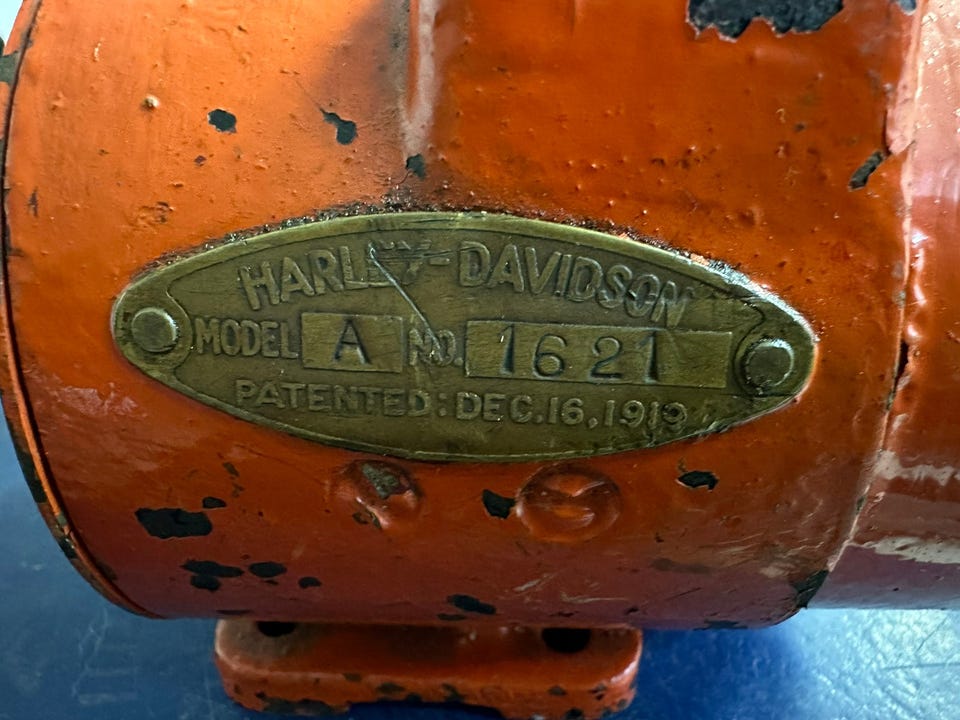 HARLEY-DAVIDSON
MODEL A NO. 1621
PATENTED: DEC. 16, 1919